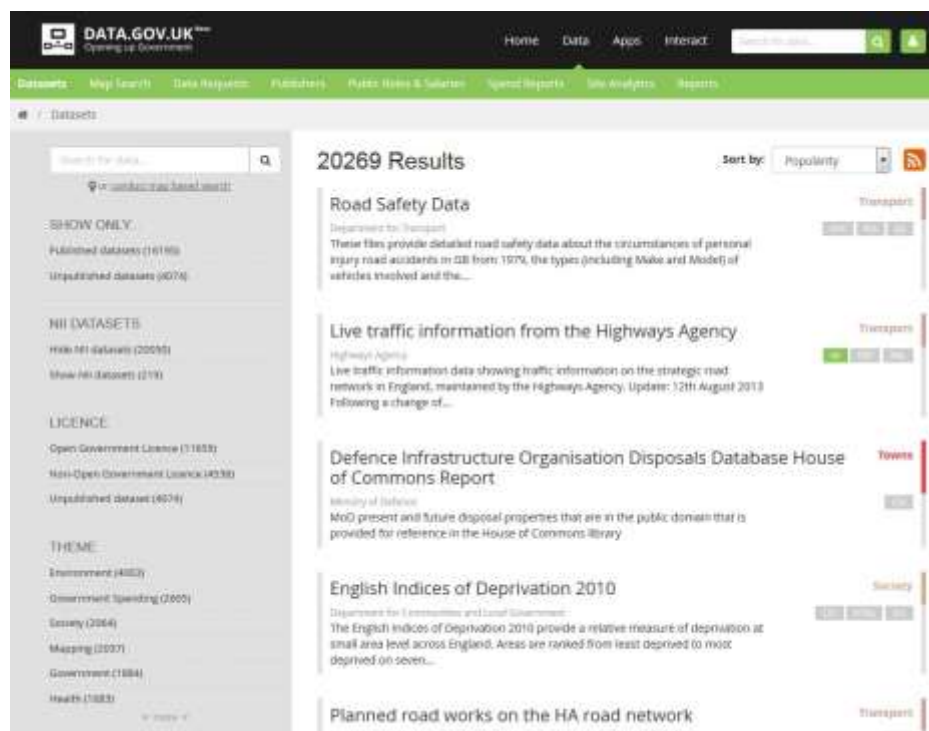 DATA.GOV.UK Beta
Opening up Government
Home Data Apps Interact
Datasets Map Search Data Requests Publishers Public Roles & Salaries Spend Reports Site Analytics Reports
/ Datasets
Search for data...
or conduct map based search
SHOW ONLY
Published datasets (16195)
Unpublished datasets (4074)
NII DATASETS
Hide NII datasets (20050)
Show NII datasets (219)
LICENCE
Open Government Licence
Non-Open Government Licence
Unpublished dataset (4074)
THEME
Environment
Government Spending
Society
Mapping
Government
Health
more
20269 Results
Sort by: Popularity
Road Safety Data
Transport
Department for Transport
These files provide detailed road safety data about the circumstances of personal
injury road accidents in GB from 1979, the types (including Make and Model) of
vehicles involved and the...
Live traffic information from the Highways Agency
Transport
Highways Agency
Live traffic information data showing traffic information on the strategic road
network in England, maintained by the Highways Agency. Update: 12th August 2013
Following a change of...
Defence Infrastructure Organisation Disposals Database House
of Commons Report
Towns
Ministry of Defence
MoD present and future disposal properties that are in the public domain that is
provided for reference in the House of Commons library
English Indices of Deprivation 2010
Society
Department for Communities and Local Government
The English Indices of Deprivation 2010 provide a relative measure of deprivation at
small area level across England. Areas are ranked from least deprived to most
deprived on seven...
Planned road works on the HA road network
Transport